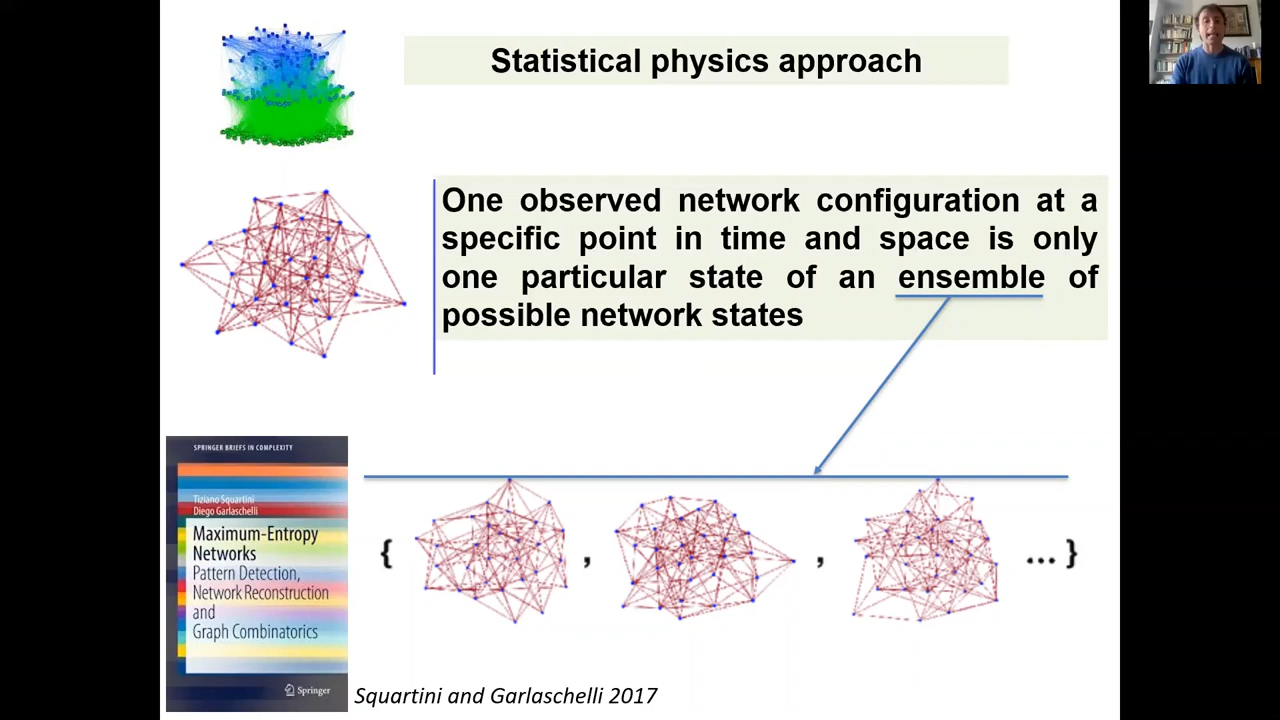 Statistical physics approach
One observed network configuration at a
specific point in time and space is only
one particular state of an ensemble of
possible network states
SPRINGER BRIEFS IN COMPLEXITY
Tiziano Squartini
Diego Garlaschelli
Maximum-Entropy
Networks
Pattern Detection,
Network Reconstruction
and
Graph Combinatorics
Springer
{ , , ... }
Squartini and Garlaschelli 2017